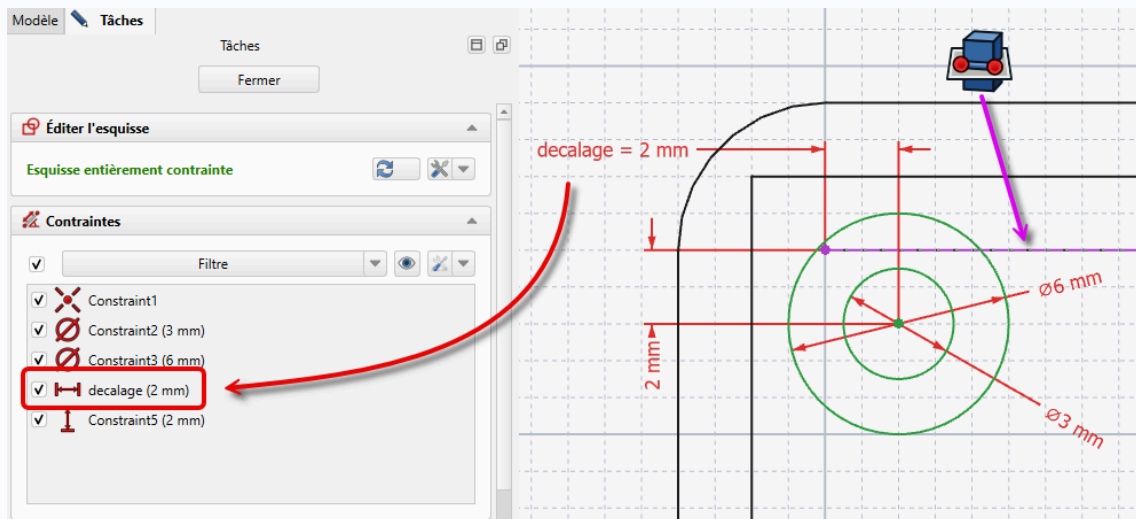 Modèle Tâches
Tâches
Fermer
Éditer l'esquisse
Esquisse entièrement contrainte
Contraintes
Filtre
Constraint1
Constraint2 (3 mm)
Constraint3 (6 mm)
decalage (2 mm)
Constraint5 (2 mm)
decalage = 2 mm
⌀6 mm
2 mm
⌀3 mm